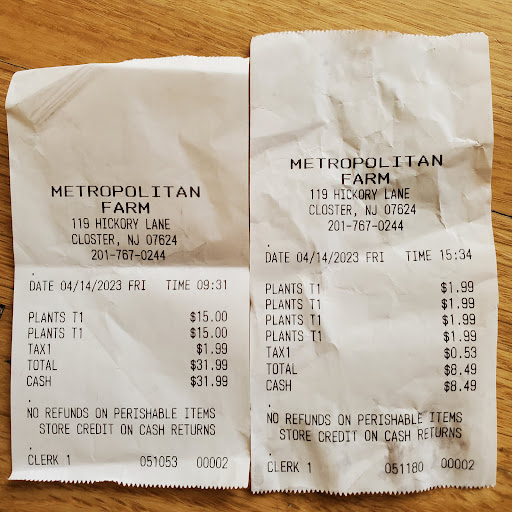 METROPOLITAN
FARM
119 HICKORY LANE
CLOSTER, NJ 07624
201-767-0244
.
DATE 04/14/2023 FRI TIME 09:31
PLANTS T1 $15.00
PLANTS T1 $15.00
TAX1 $1.99
TOTAL $31.99
CASH $31.99
.
NO REFUNDS ON PERISHABLE ITEMS
STORE CREDIT ON CASH RETURNS
.
CLERK 1 051053 00002
METROPOLITAN
FARM
119 HICKORY LANE
CLOSTER, NJ 07624
201-767-0244
.
DATE 04/14/2023 FRI TIME 15:34
PLANTS T1 $1.99
PLANTS T1 $1.99
PLANTS T1 $1.99
PLANTS T1 $1.99
TAX1 $0.53
TOTAL $8.49
CASH $8.49
.
NO REFUNDS ON PERISHABLE ITEMS
STORE CREDIT ON CASH RETURNS
.
CLERK 1 051180 00002